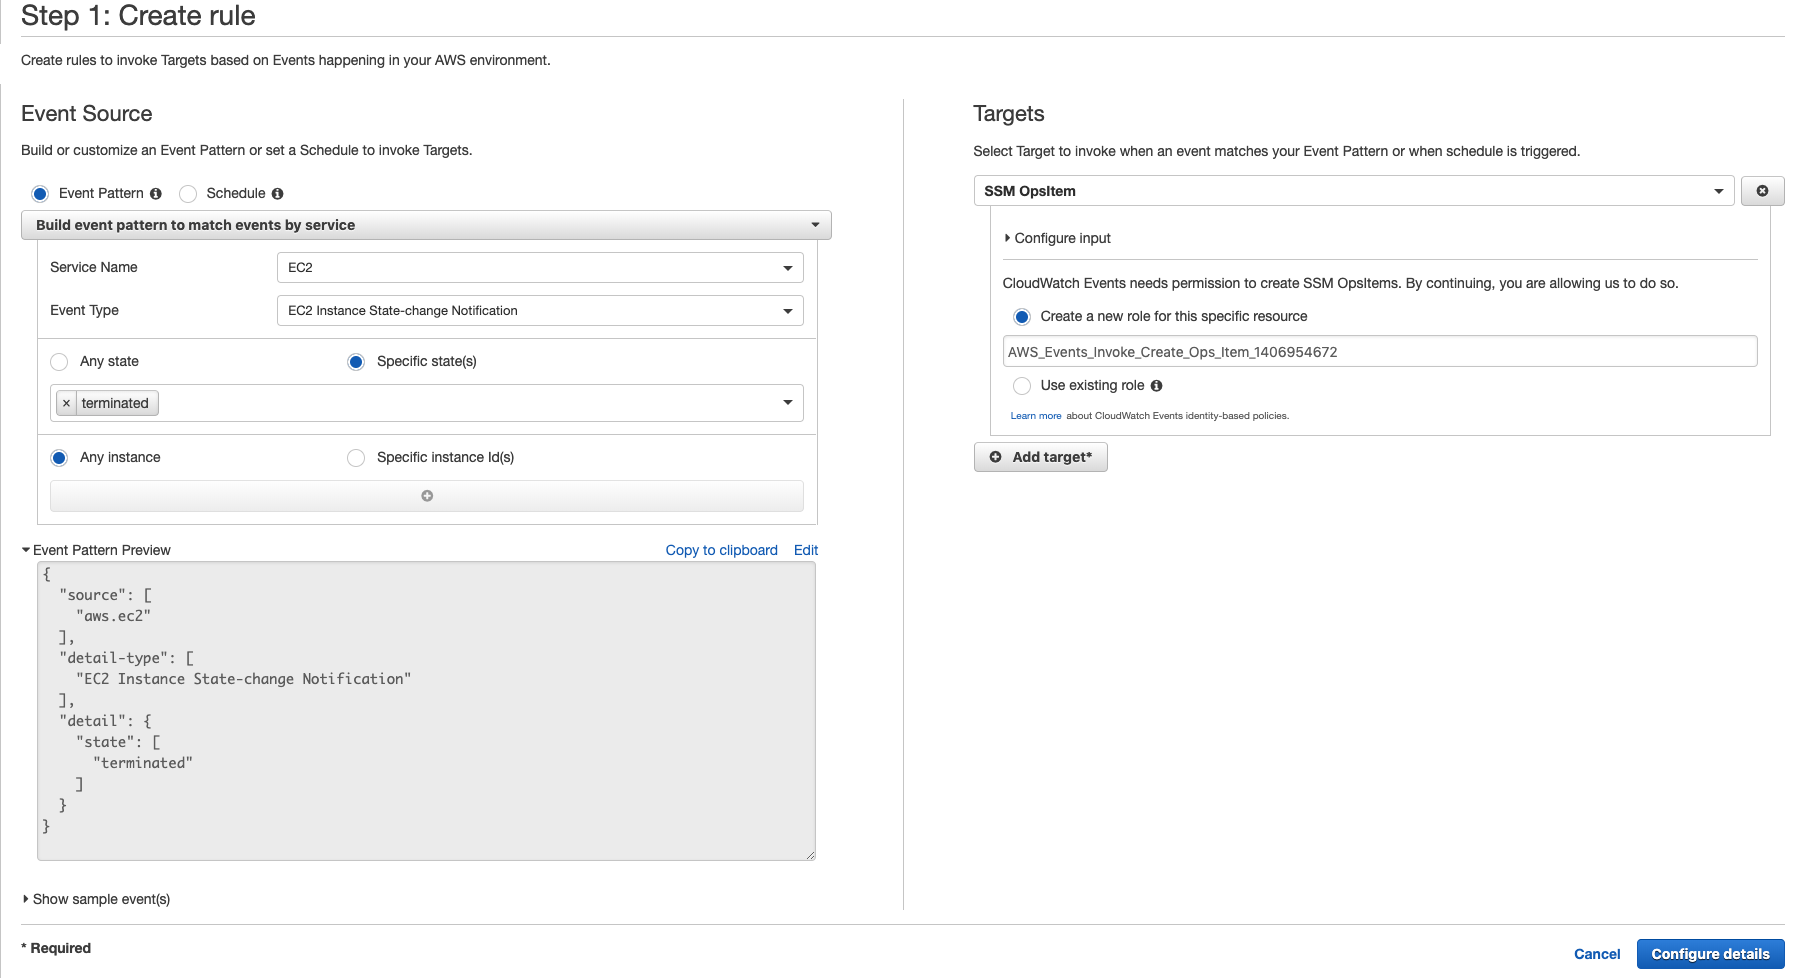 Step 1: Create rule
Create rules to invoke Targets based on Events happening in your AWS environment.
Event Source
Build or customize an Event Pattern or set a Schedule to invoke Targets.
Event Pattern Schedule
Build event pattern to match events by service
Service Name EC2
Event Type EC2 Instance State-change Notification
Any state Specific state(s)
× terminated
Any instance Specific instance Id(s)
Event Pattern Preview Copy to clipboard Edit
{
  "source": [
    "aws.ec2"
  ],
  "detail-type": [
    "EC2 Instance State-change Notification"
  ],
  "detail": {
    "state": [
      "terminated"
    ]
  }
}
Show sample event(s)
* Required
Targets
Select Target to invoke when an event matches your Event Pattern or when schedule is triggered.
SSM OpsItem
Configure input
CloudWatch Events needs permission to create SSM OpsItems. By continuing, you are allowing us to do so.
Create a new role for this specific resource
AWS_Events_Invoke_Create_Ops_Item_1406954672
Use existing role
Learn more about CloudWatch Events identity-based policies.
Add target*
Cancel Configure details